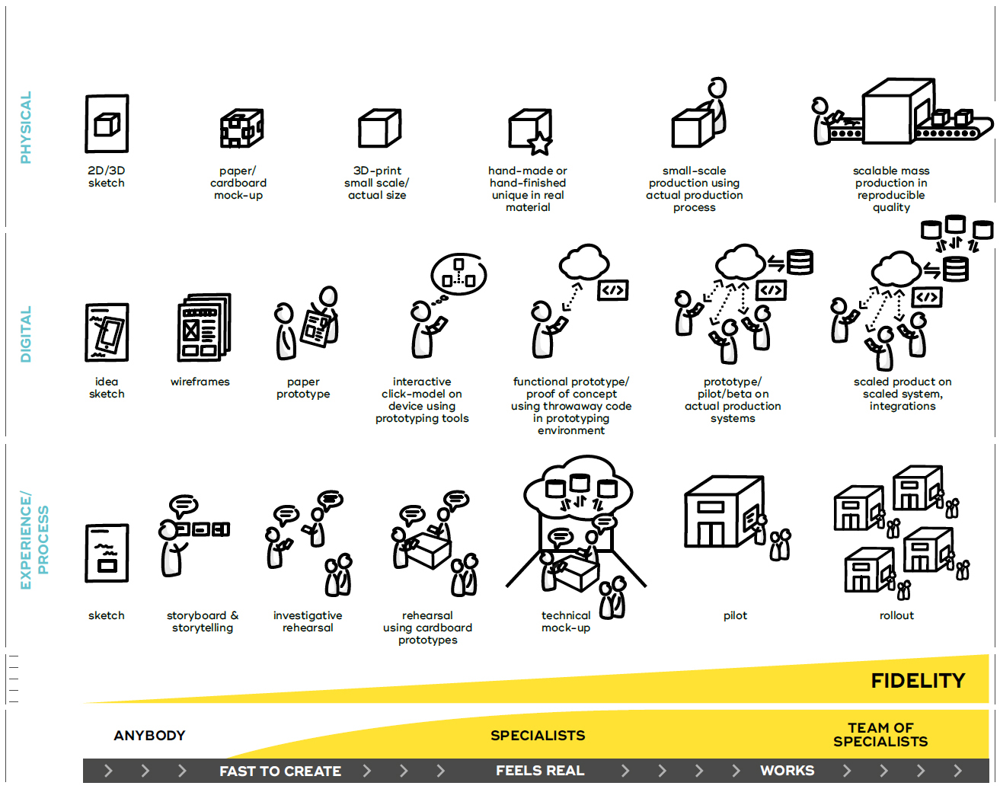 PHYSICAL
2D/3D
sketch
paper/
cardboard
mock-up
3D-print
small scale/
actual size
hand-made or
hand-finished
unique in real
material
small-scale
production using
actual production
process
scalable mass
production in
reproducible
quality
DIGITAL
</>
</>
</>
idea
sketch
wireframes
paper
prototype
interactive
click-model on
device using
prototyping tools
functional prototype/
proof of concept
using throwaway code
in prototyping
environment
prototype/
pilot/beta on
actual production
systems
scaled product on
scaled system,
integrations
EXPERIENCE/
PROCESS
sketch
storyboard &
storytelling
investigative
rehearsal
rehearsal
using cardboard
prototypes
technical
mock-up
pilot
rollout
FIDELITY
ANYBODY
SPECIALISTS
TEAM OF
SPECIALISTS
FAST TO CREATE
FEELS REAL
WORKS